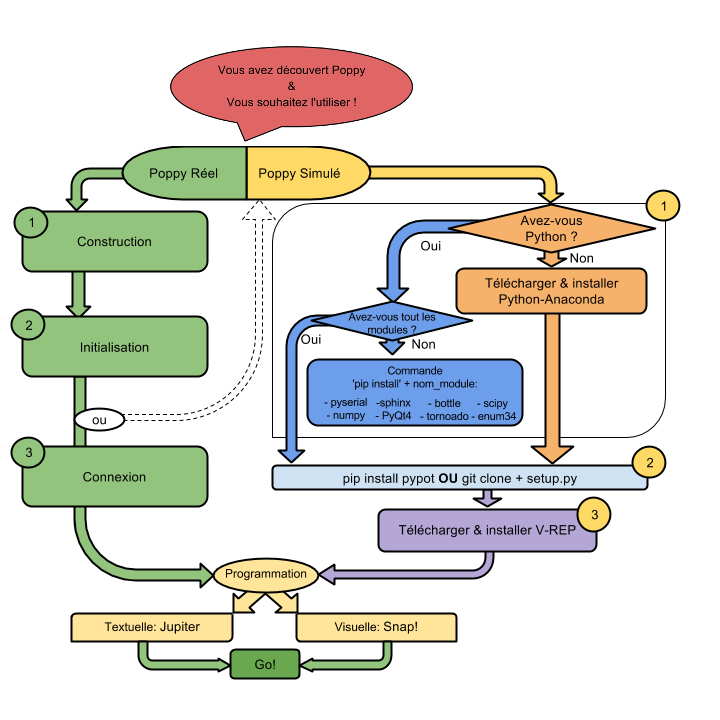 Vous avez découvert Poppy
&
Vous souhaitez l'utiliser !
Poppy Réel
Poppy Simulé
1
Construction
2
Initialisation
ou
3
Connexion
1
Avez-vous
Python ?
Oui
Non
Télécharger & installer
Python-Anaconda
Avez-vous tout les
modules ?
Oui
Non
Commande
'pip install' + nom_module:
- pyserial -sphinx - bottle - scipy
- numpy - PyQt4 - tornoado - enum34
2
pip install pypot OU git clone + setup.py
3
Télécharger & installer V-REP
Programmation
Textuelle: Jupiter
Visuelle: Snap!
Go!